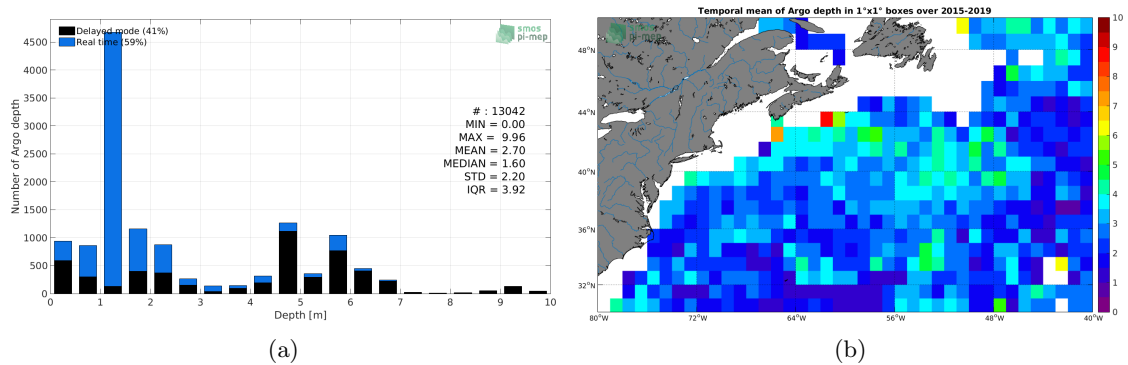 Delayed mode (41%)
Real time (59%)
smos
pi-mep
# : 13042
MIN = 0.00
MAX = 9.96
MEAN = 2.70
MEDIAN = 1.60
STD = 2.20
IQR = 3.92
Number of Argo depth
4500
4000
3500
3000
2500
2000
1500
1000
500
0
0 1 2 3 4 5 6 7 8 9 10
Depth [m]
(a)
Temporal mean of Argo depth in 1°x1° boxes over 2015-2019
smos
pi-mep
48°N
44°N
40°N
36°N
32°N
80°W 72°W 64°W 56°W 48°W 40°W
10
9
8
7
6
5
4
3
2
1
0
(b)